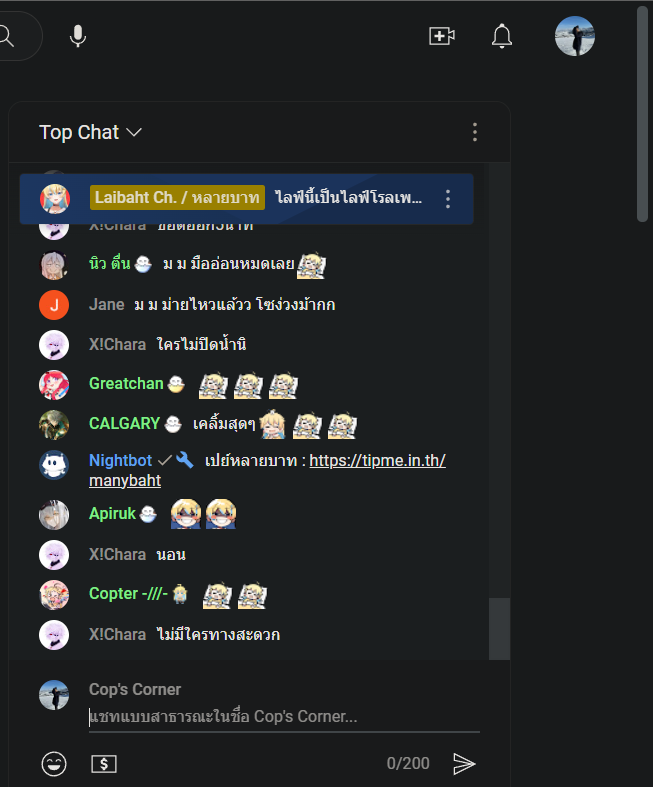 Top Chat
Laibaht Ch. / หลายบาท ไลฟ์นี้เป็นไลฟ์โรลเพ...
X!Chara ช็อตฮอก5นาที
นิว ตื่น ม ม มืออ่อนหมดเลย
Jane ม ม ม่ายไหวแล้วว โซง่วงม้ากก
X!Chara ใครไม่ปิดน้ำนิ
Greatchan
CALGARY เคลิ้มสุดๆ
Nightbot เปย์หลายบาท : https://tipme.in.th/
manybaht
Apiruk
X!Chara นอน
Copter -///-
X!Chara ไม่มีใครทางสะดวก
Cop's Corner
แชทแบบสาธารณะในชื่อ Cop's Corner...
0/200